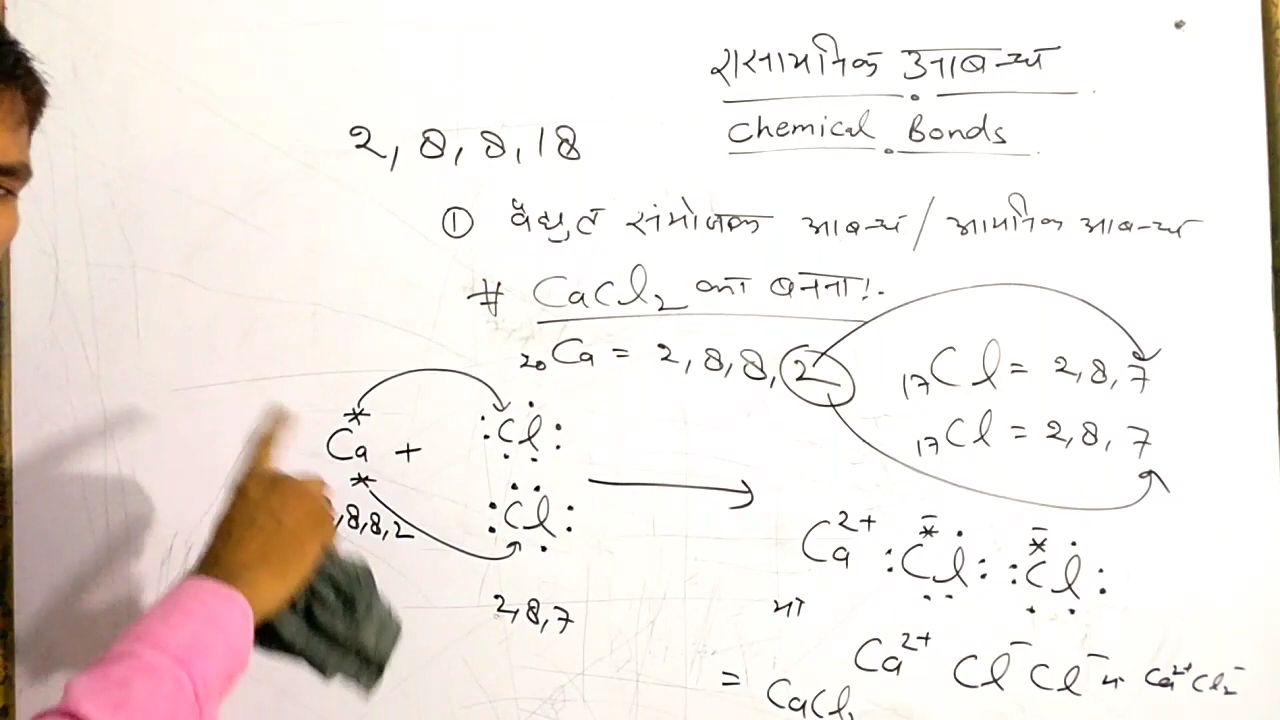 रासायनिक आबन्ध
Chemical Bonds
2, 8, 8, 18
① वैद्युत संयोजक आबन्ध / आयनिक आबन्ध
# CaCl₂ का बनना!-
₂₀Ca = 2, 8, 8, 2
₁₇Cl = 2, 8, 7
₁₇Cl = 2, 8, 7
Ca + Cl
Cl
, 8, 8, 2
2, 8, 7
Ca²⁺ Cl⁻ Cl⁻
या
= Ca²⁺ Cl⁻ Cl⁻ या Ca²⁺Cl₂⁻
CaCl₂